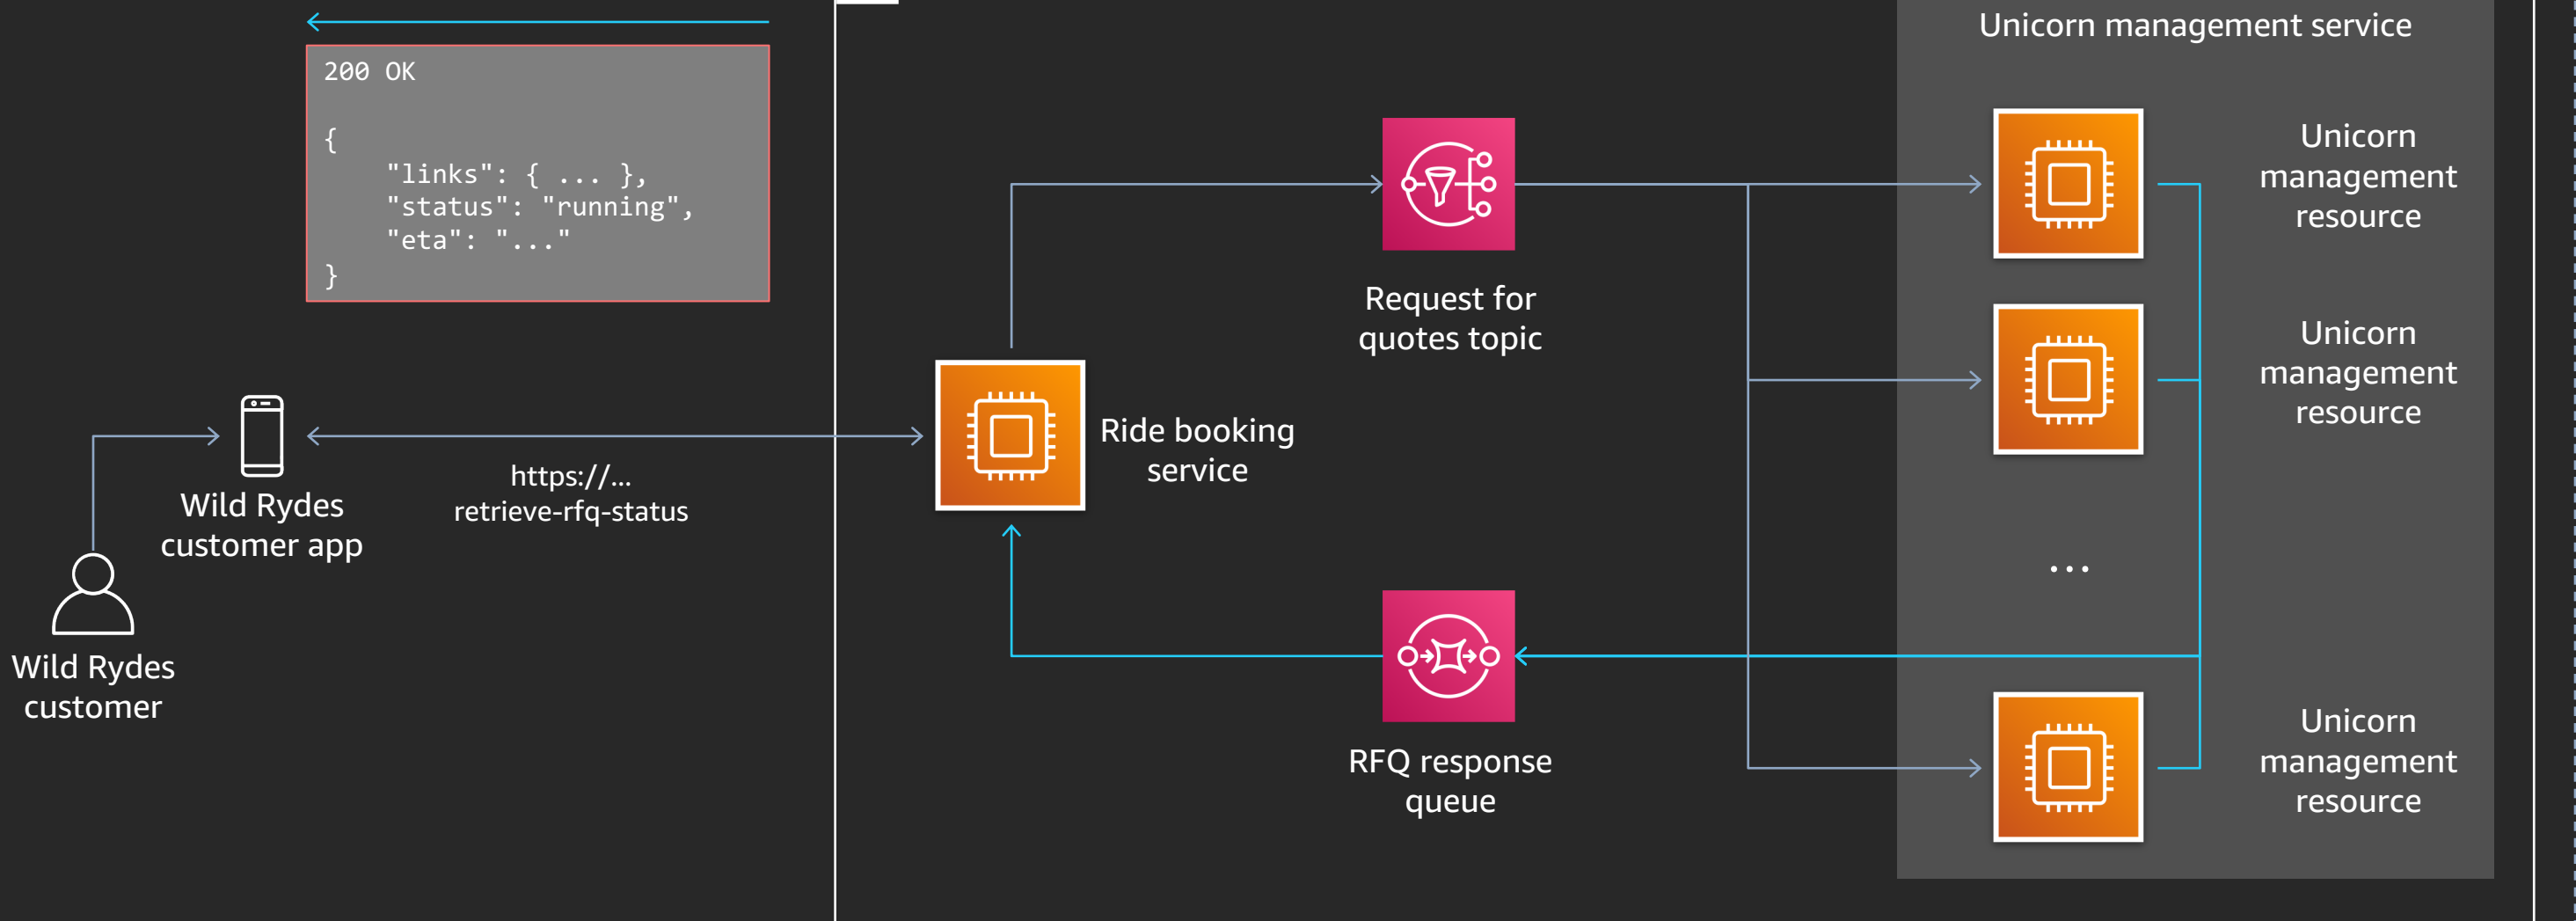 200 OK
{
"links": { ... },
"status": "running",
"eta": "..."
}
Wild Rydes
customer app
Wild Rydes
customer
https://...
retrieve-rfq-status
Ride booking
service
Request for
quotes topic
RFQ response
queue
Unicorn management service
Unicorn
management
resource
Unicorn
management
resource
...
Unicorn
management
resource